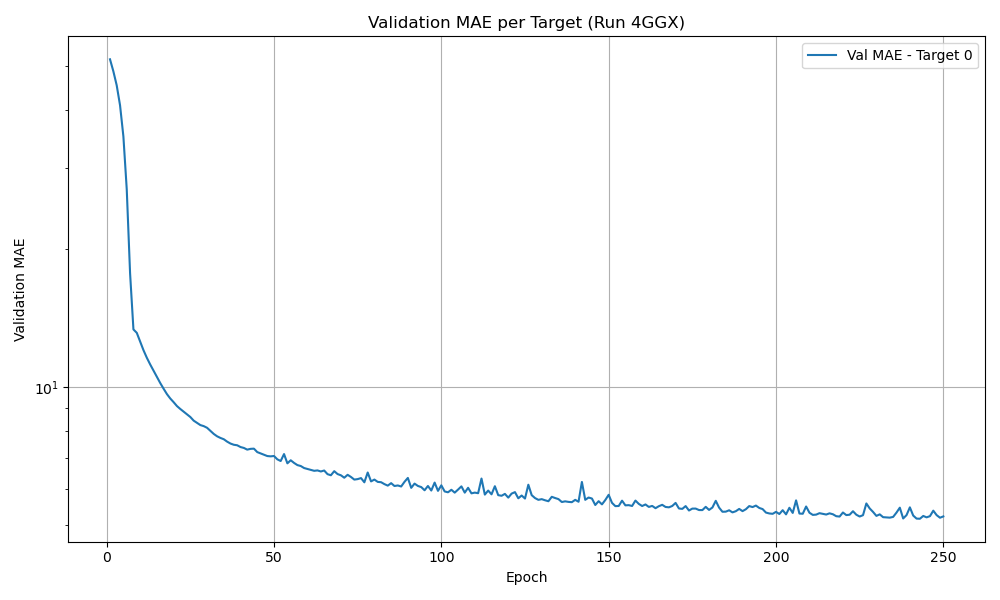 Validation MAE per Target (Run 4GGX)
Val MAE - Target 0
Validation MAE
10¹
0 50 100 150 200 250
Epoch